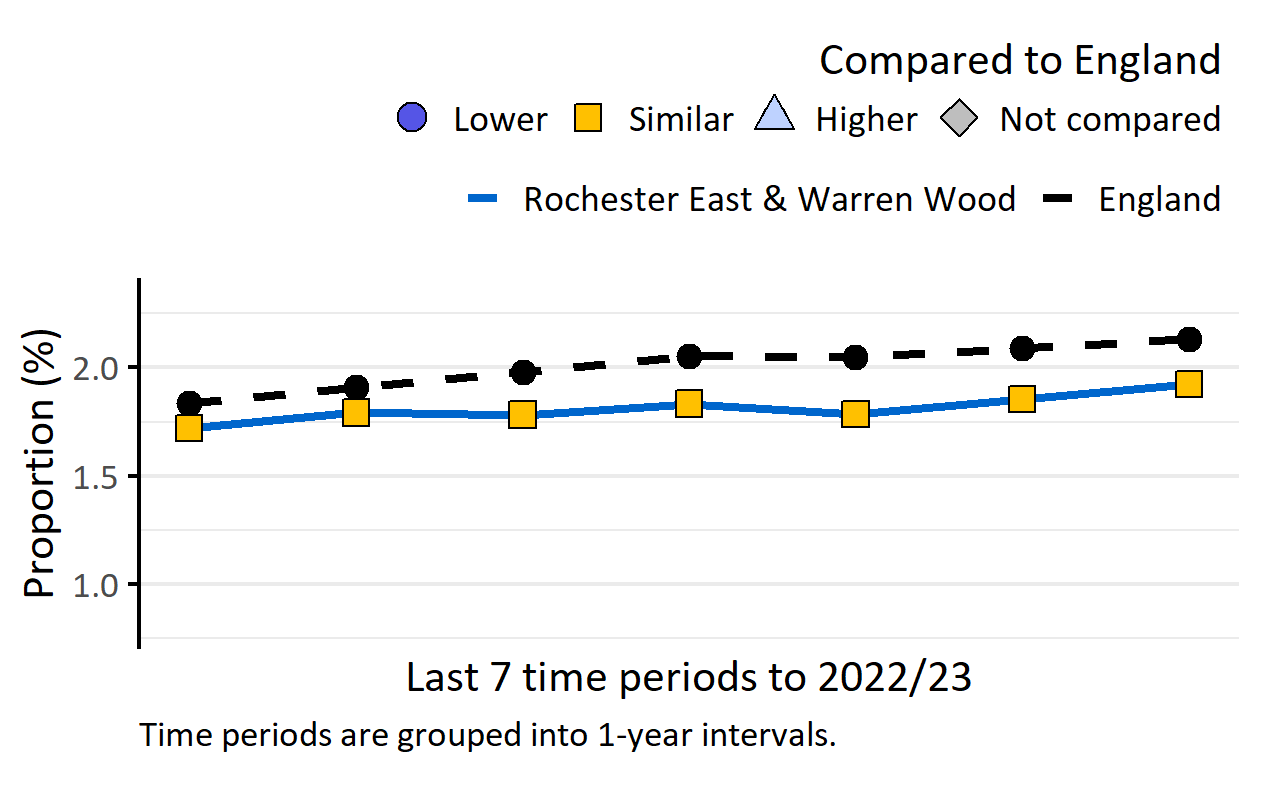 Compared to England
Lower Similar Higher Not compared
Rochester East & Warren Wood England
Proportion (%)
2.0
1.5
1.0
Last 7 time periods to 2022/23
Time periods are grouped into 1-year intervals.